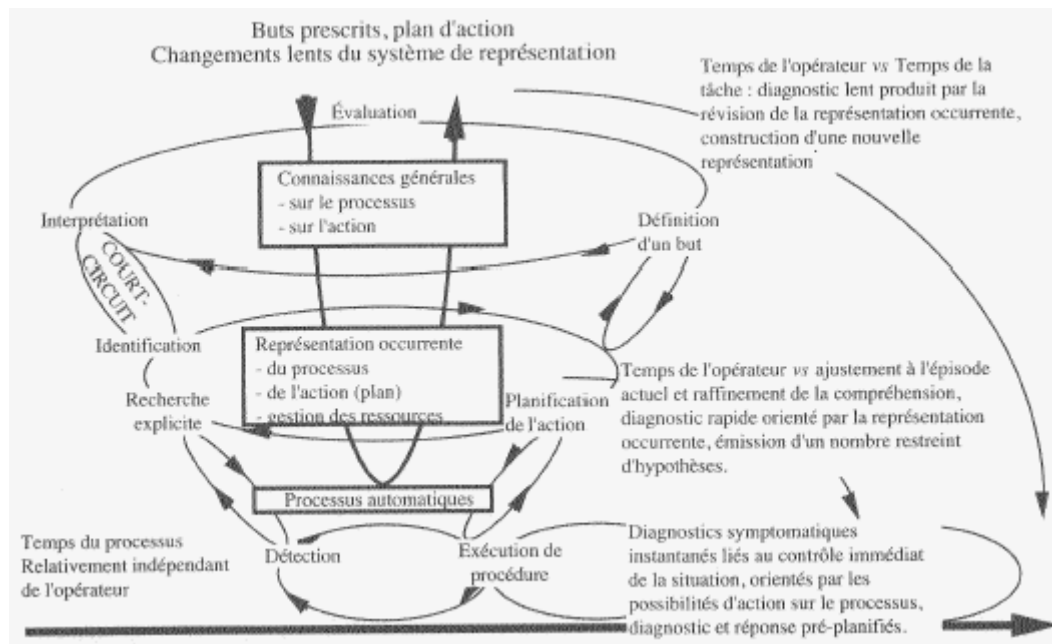 Buts prescrits, plan d'action
Changements lents du système de représentation
Temps de l'opérateur vs Temps de la
tâche : diagnostic lent produit par la
révision de la représentation occurrente,
construction d'une nouvelle
représentation
Évaluation
Connaissances générales
- sur le processus
- sur l'action
Interprétation
Définition
d'un but
COURT-
CIRCUIT
Identification
Représentation occurrente
- du processus
- de l'action (plan)
- gestion des ressources
Recherche
explicite
Planification
de l'action
Temps de l'opérateur vs ajustement à l'épisode
actuel et raffinement de la compréhension,
diagnostic rapide orienté par la représentation
occurrente, émission d'un nombre restreint
d'hypothèses.
Processus automatiques
Temps du processus
Relativement indépendant
de l'opérateur
Détection
Exécution de
procédure
Diagnostics symptomatiques
instantanés liés au contrôle immédiat
de la situation, orientés par les
possibilités d'action sur le processus,
diagnostic et réponse pré-planifiés.